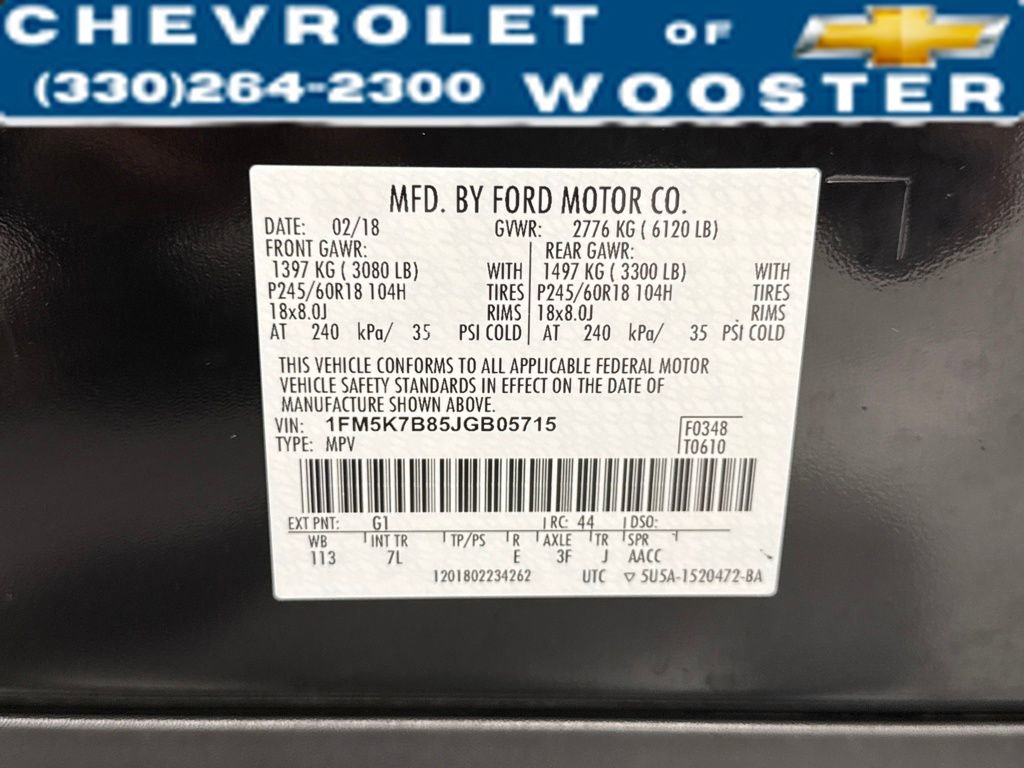 CHEVROLET OF
(330)264-2300 WOOSTER
MFD. BY FORD MOTOR CO.
DATE: 02/18 GVWR: 2776 KG ( 6120 LB)
FRONT GAWR: REAR GAWR:
1397 KG ( 3080 LB) WITH 1497 KG ( 3300 LB) WITH
P245/60R18 104H TIRES P245/60R18 104H TIRES
18x8.0J RIMS 18x8.0J RIMS
AT 240 kPa/ 35 PSI COLD AT 240 kPa/ 35 PSI COLD
THIS VEHICLE CONFORMS TO ALL APPLICABLE FEDERAL MOTOR
VEHICLE SAFETY STANDARDS IN EFFECT ON THE DATE OF
MANUFACTURE SHOWN ABOVE.
VIN: 1FM5K7B85JGB05715 F0348
TYPE: MPV T0610
EXT PNT: G1 RC: 44 DSO:
WB INT TR TP/PS R AXLE TR SPR
113 7L E 3F J AACC
1201802234262 UTC ▽ 5U5A-1520472-BA